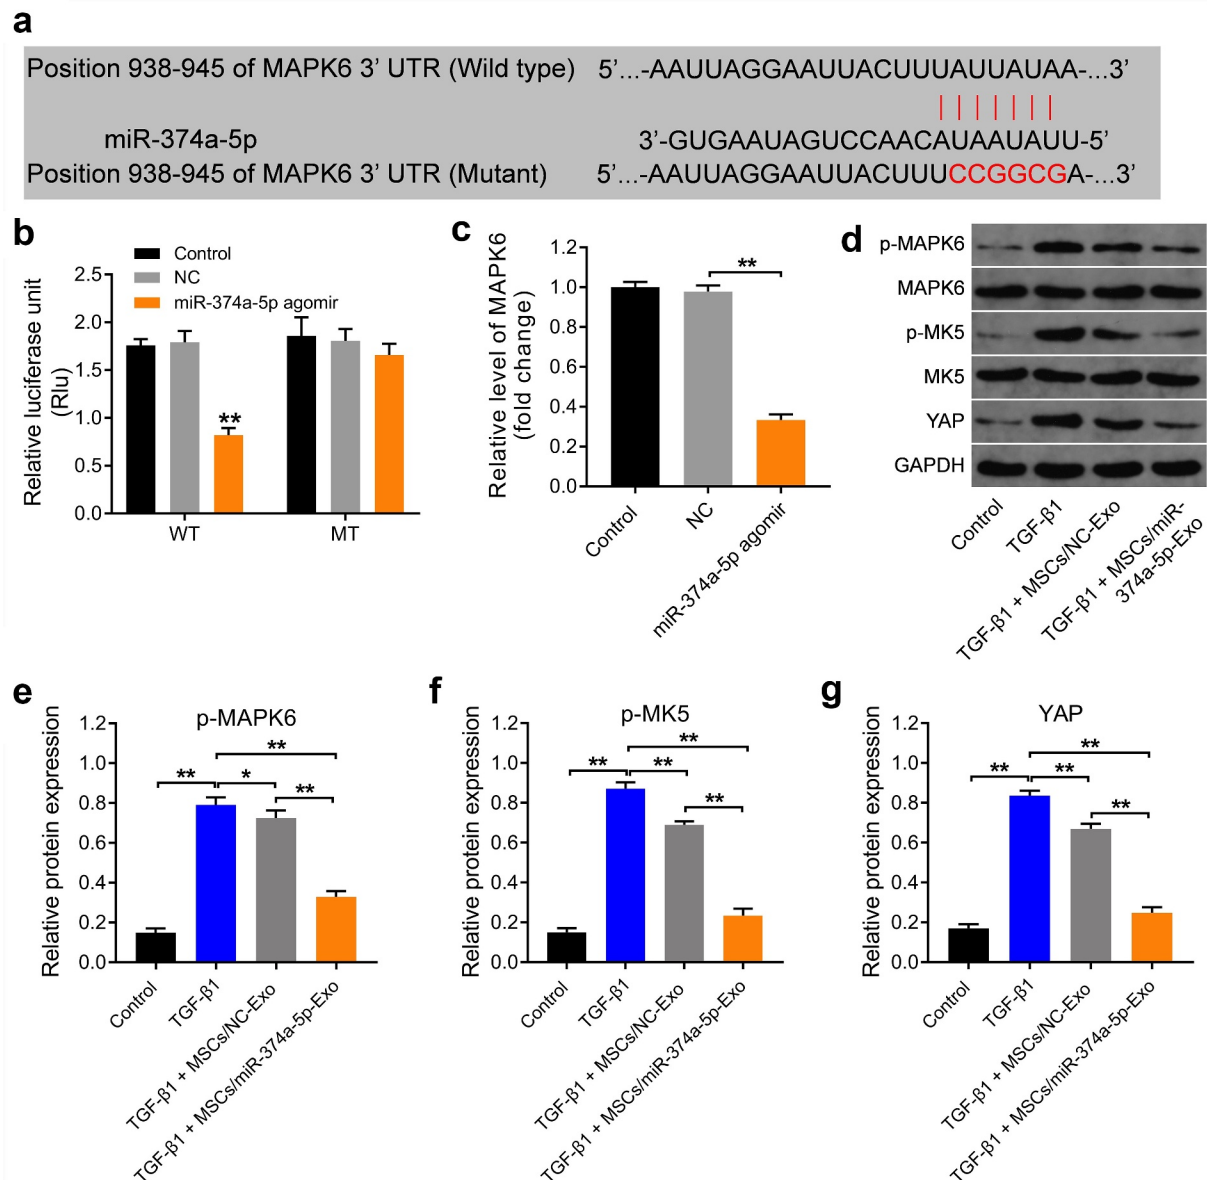 a
Position 938-945 of MAPK6 3’ UTR (Wild type) 5’...-AAUUAGGAAUUACUUUAUUAUAA-...3’
miR-374a-5p 3’-GUGAAUAGUCCAACAUAAUAUU-5’
Position 938-945 of MAPK6 3’ UTR (Mutant) 5’...-AAUUAGGAAUUACUUUCCGGCGA-...3’
b
Control
NC
miR-374a-5p agomir
Relative luciferase unit
(Rlu)
2.5
2.0
1.5
1.0
0.5
0.0
**
WT MT
c
Relative level of MAPK6
(fold change)
1.2
1.0
0.8
0.6
0.4
0.2
0.0
**
Control
NC
miR-374a-5p agomir
d
p-MAPK6
MAPK6
p-MK5
MK5
YAP
GAPDH
Control
TGF-β1
TGF-β1 + MSCs/NC-Exo
TGF-β1 + MSCs/miR-
374a-5p-Exo
e
p-MAPK6
Relative protein expression
1.2
1.0
0.8
0.6
0.4
0.2
0.0
**
** * **
Control
TGF-β1
TGF-β1 + MSCs/NC-Exo
TGF-β1 + MSCs/miR-374a-5p-Exo
f
p-MK5
Relative protein expression
1.2
1.0
0.8
0.6
0.4
0.2
0.0
**
** ** **
Control
TGF-β1
TGF-β1 + MSCs/NC-Exo
TGF-β1 + MSCs/miR-374a-5p-Exo
g
YAP
Relative protein expression
1.2
1.0
0.8
0.6
0.4
0.2
0.0
**
** ** **
Control
TGF-β1
TGF-β1 + MSCs/NC-Exo
TGF-β1 + MSCs/miR-374a-5p-Exo